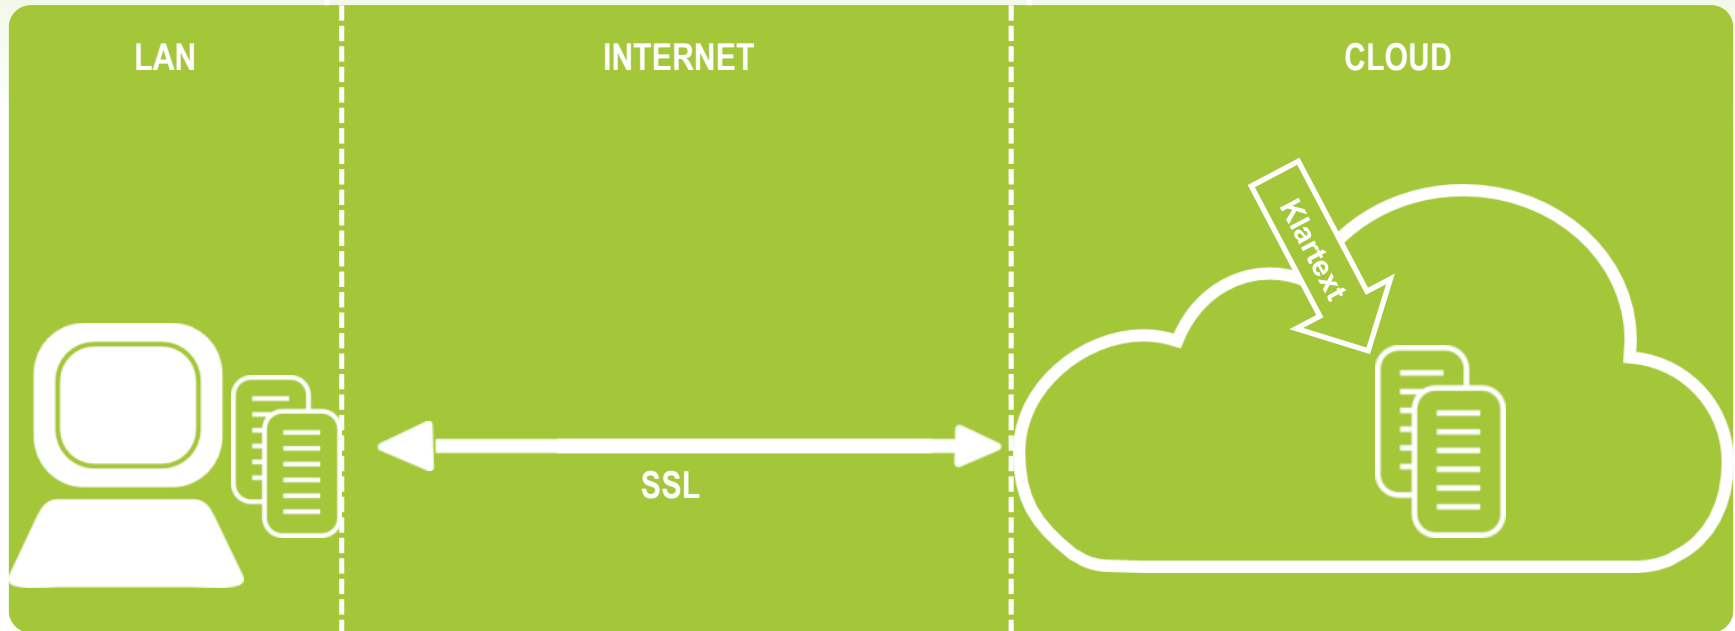 LAN
INTERNET
CLOUD
Klartext
SSL